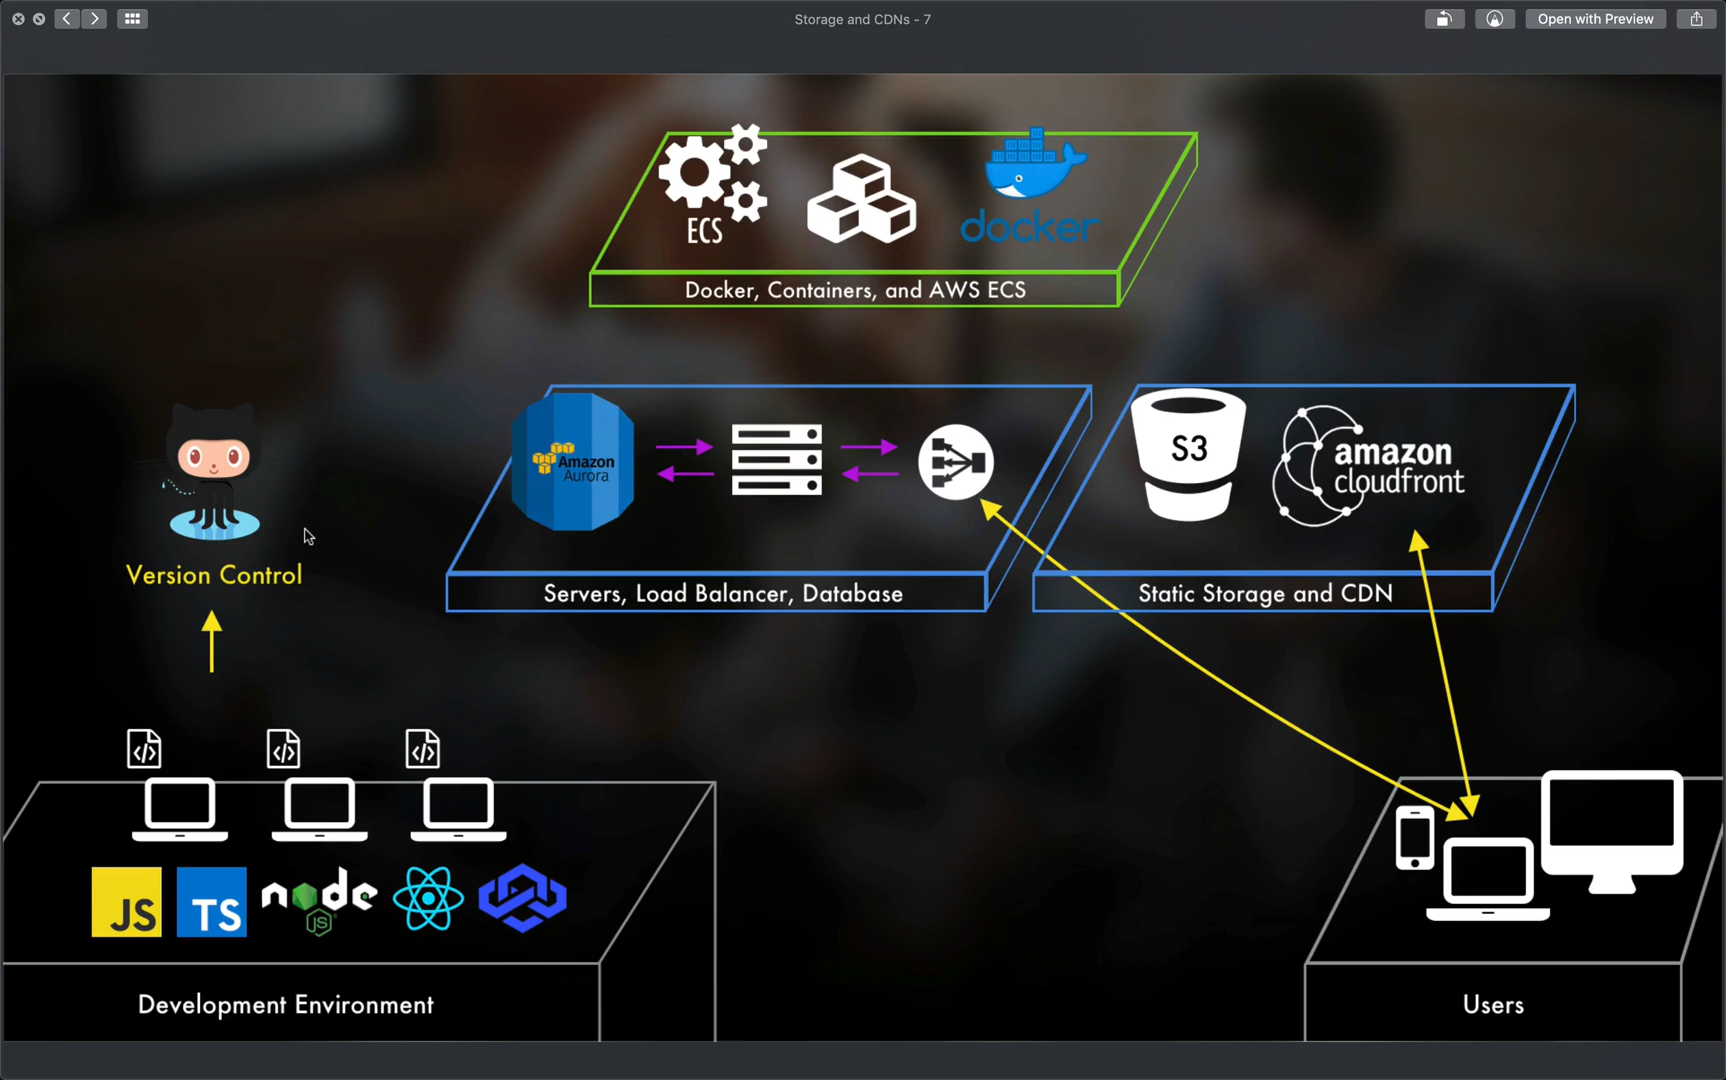 Storage and CDNs - 7
Open with Preview
ECS
docker
Docker, Containers, and AWS ECS
Amazon
Aurora
S3
amazon
cloudfront
Version Control
Servers, Load Balancer, Database
Static Storage and CDN
JS
TS
node
JS
Development Environment
Users